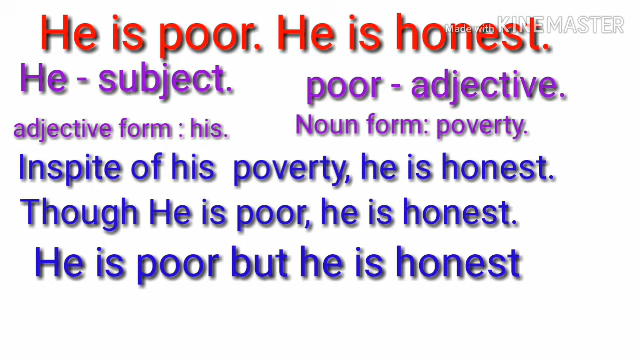 He is poor. He is honest.
Made with KINEMASTER
He - subject. poor - adjective.
adjective form : his. Noun form: poverty.
Inspite of his poverty, he is honest.
Though He is poor, he is honest.
He is poor but he is honest